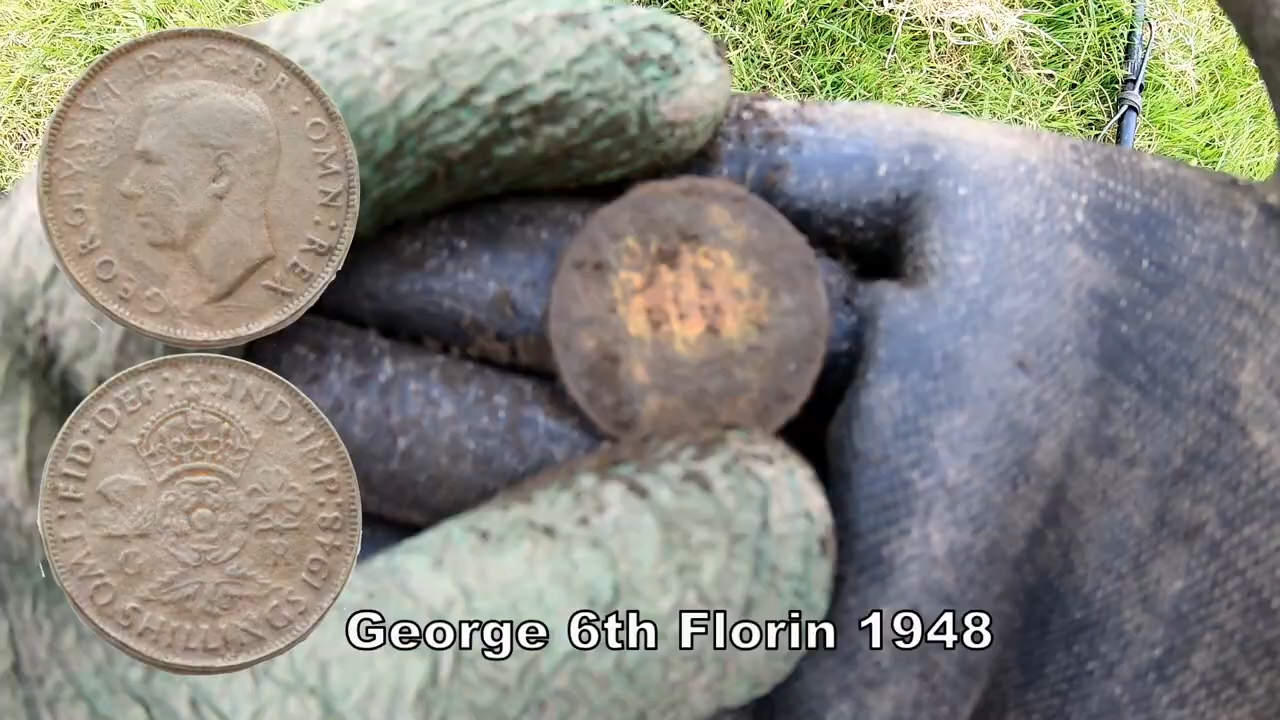 GEORGIVS VI D:G:BR:OMN:REX
FID:DEF IND:IMP
TWO SHILLINGS 1948
George 6th Florin 1948